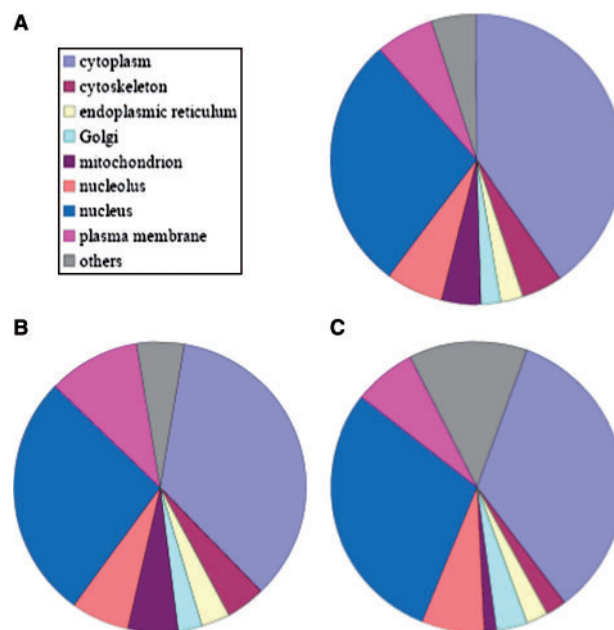 A
cytoplasm
cytoskeleton
endoplasmic reticulum
Golgi
mitochondrion
nucleolus
nucleus
plasma membrane
others
B
C